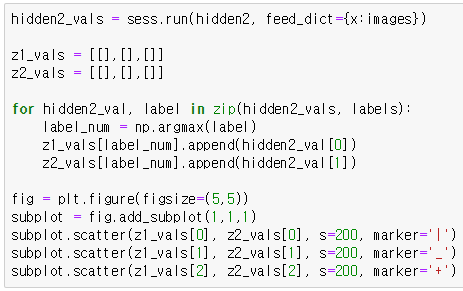 hidden2_vals = sess.run(hidden2, feed_dict={x:images})
z1_vals = [[],[],[]]
z2_vals = [[],[],[]]
for hidden2_val, label in zip(hidden2_vals, labels):
    label_num = np.argmax(label)
    z1_vals[label_num].append(hidden2_val[0])
    z2_vals[label_num].append(hidden2_val[1])
fig = plt.figure(figsize=(5,5))
subplot = fig.add_subplot(1,1,1)
subplot.scatter(z1_vals[0], z2_vals[0], s=200, marker='|')
subplot.scatter(z1_vals[1], z2_vals[1], s=200, marker='_')
subplot.scatter(z1_vals[2], z2_vals[2], s=200, marker='+')